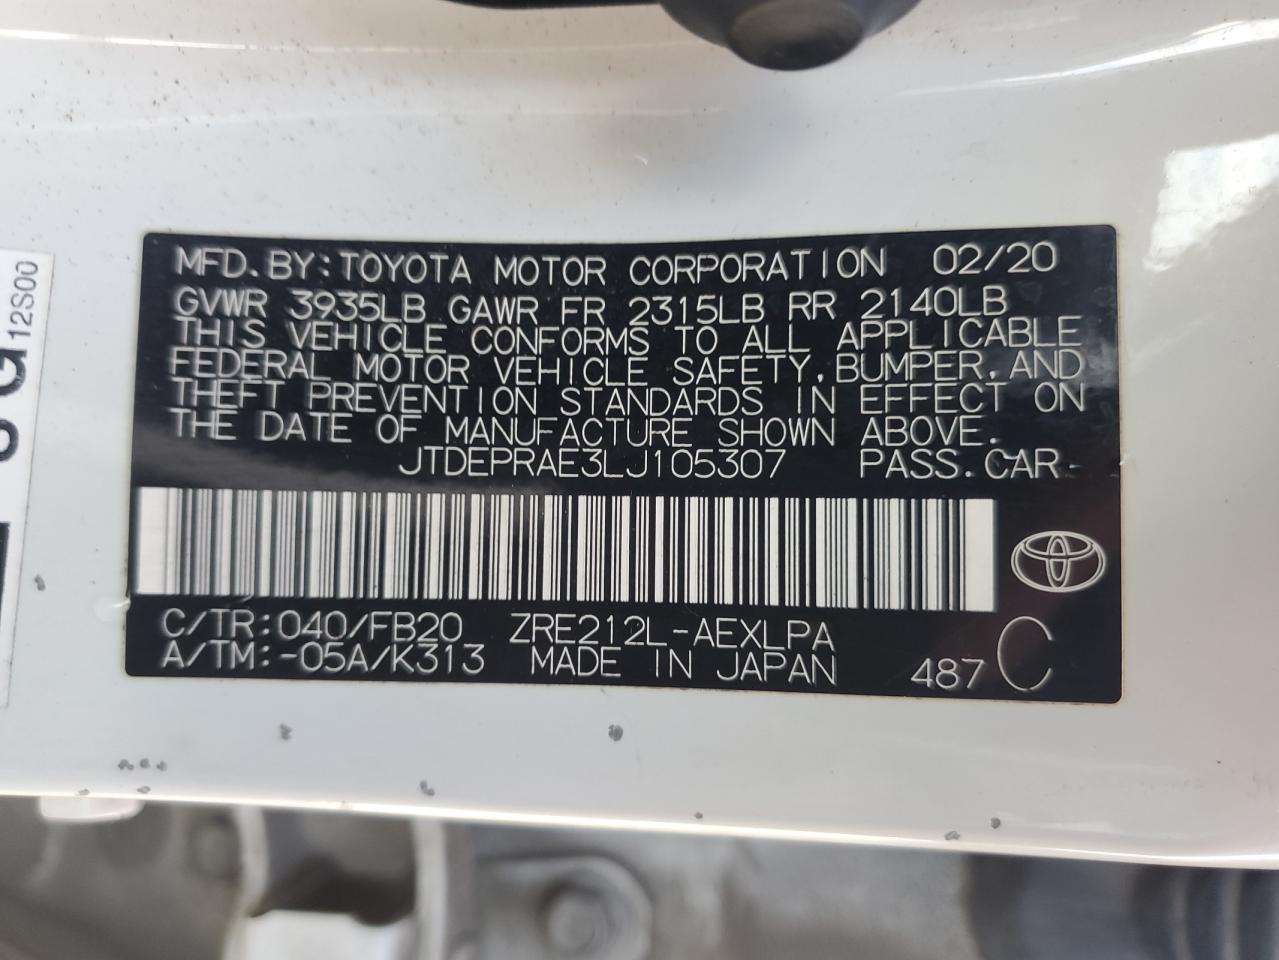 MFD.BY:TOYOTA MOTOR CORPORATION 02/20
GVWR 3935LB GAWR FR 2315LB RR 2140LB
THIS VEHICLE CONFORMS TO ALL APPLICABLE
FEDERAL MOTOR VEHICLE SAFETY,BUMPER,AND
THEFT PREVENTION STANDARDS IN EFFECT ON
THE DATE OF MANUFACTURE SHOWN ABOVE.
JTDEPRAE3LJ105307 PASS.CAR
C/TR:040/FB20 ZRE212L-AEXLPA C
A/TM:-05A/K313 MADE IN JAPAN 487
12S00